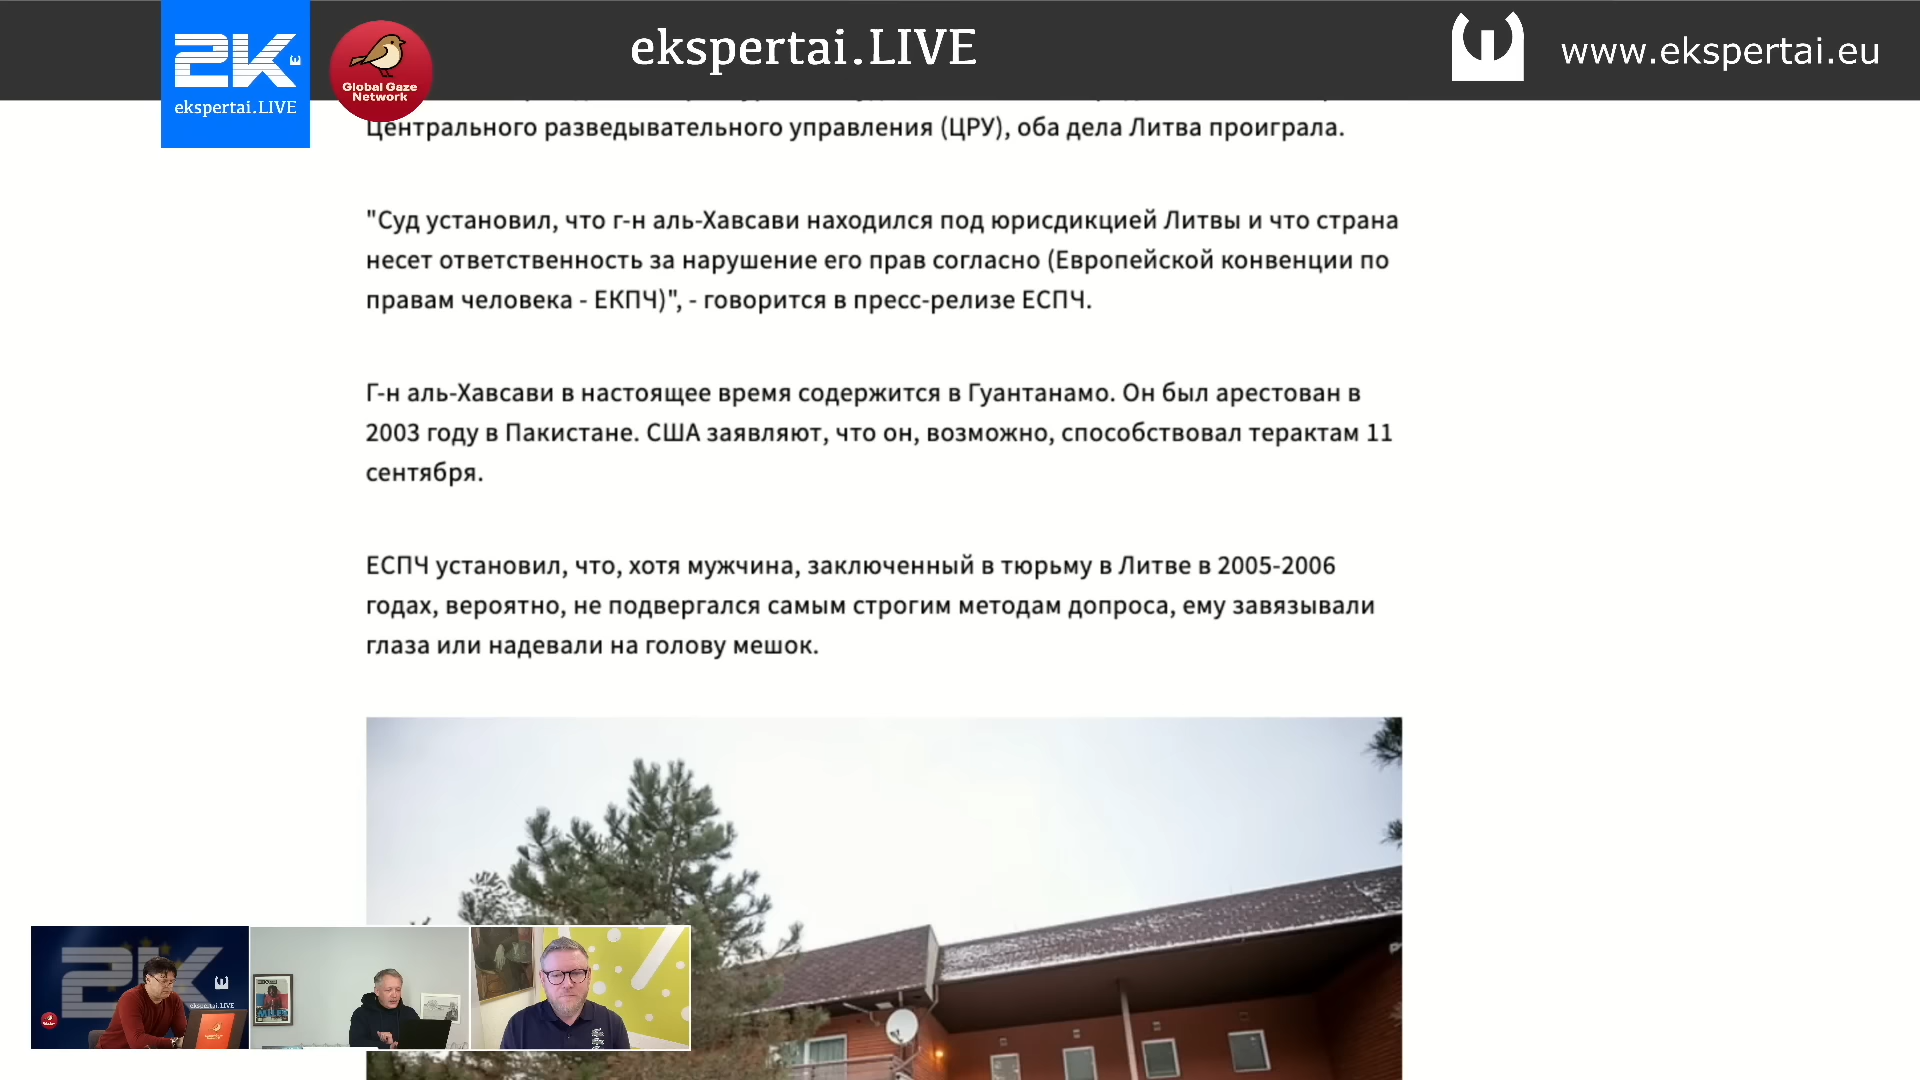 2K
ekspertai.LIVE
Global Gaze
Network
ekspertai.LIVE
www.ekspertai.eu
Центрального разведывательного управления (ЦРУ), оба дела Литва проиграла.
"Суд установил, что г-н аль-Хавсави находился под юрисдикцией Литвы и что страна
несет ответственность за нарушение его прав согласно (Европейской конвенции по
правам человека - ЕКПЧ)", - говорится в пресс-релизе ЕСПЧ.
Г-н аль-Хавсави в настоящее время содержится в Гуантанамо. Он был арестован в
2003 году в Пакистане. США заявляют, что он, возможно, способствовал терактам 11
сентября.
ЕСПЧ установил, что, хотя мужчина, заключенный в тюрьму в Литве в 2005-2006
годах, вероятно, не подвергался самым строгим методам допроса, ему завязывали
глаза или надевали на голову мешок.
2K
ekspertai.LIVE